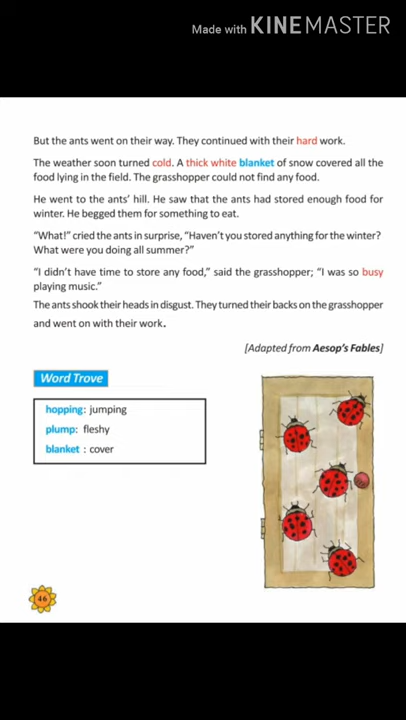 Made with KINEMASTER
But the ants went on their way. They continued with their hard work.
The weather soon turned cold. A thick white blanket of snow covered all the
food lying in the field. The grasshopper could not find any food.
He went to the ants' hill. He saw that the ants had stored enough food for
winter. He begged them for something to eat.
“What!” cried the ants in surprise, “Haven't you stored anything for the winter?
What were you doing all summer?”
“I didn't have time to store any food,” said the grasshopper; “I was so busy
playing music.”
The ants shook their heads in disgust. They turned their backs on the grasshopper
and went on with their work.
[Adapted from Aesop's Fables]
Word Trove
hopping: jumping
plump: fleshy
blanket : cover
46